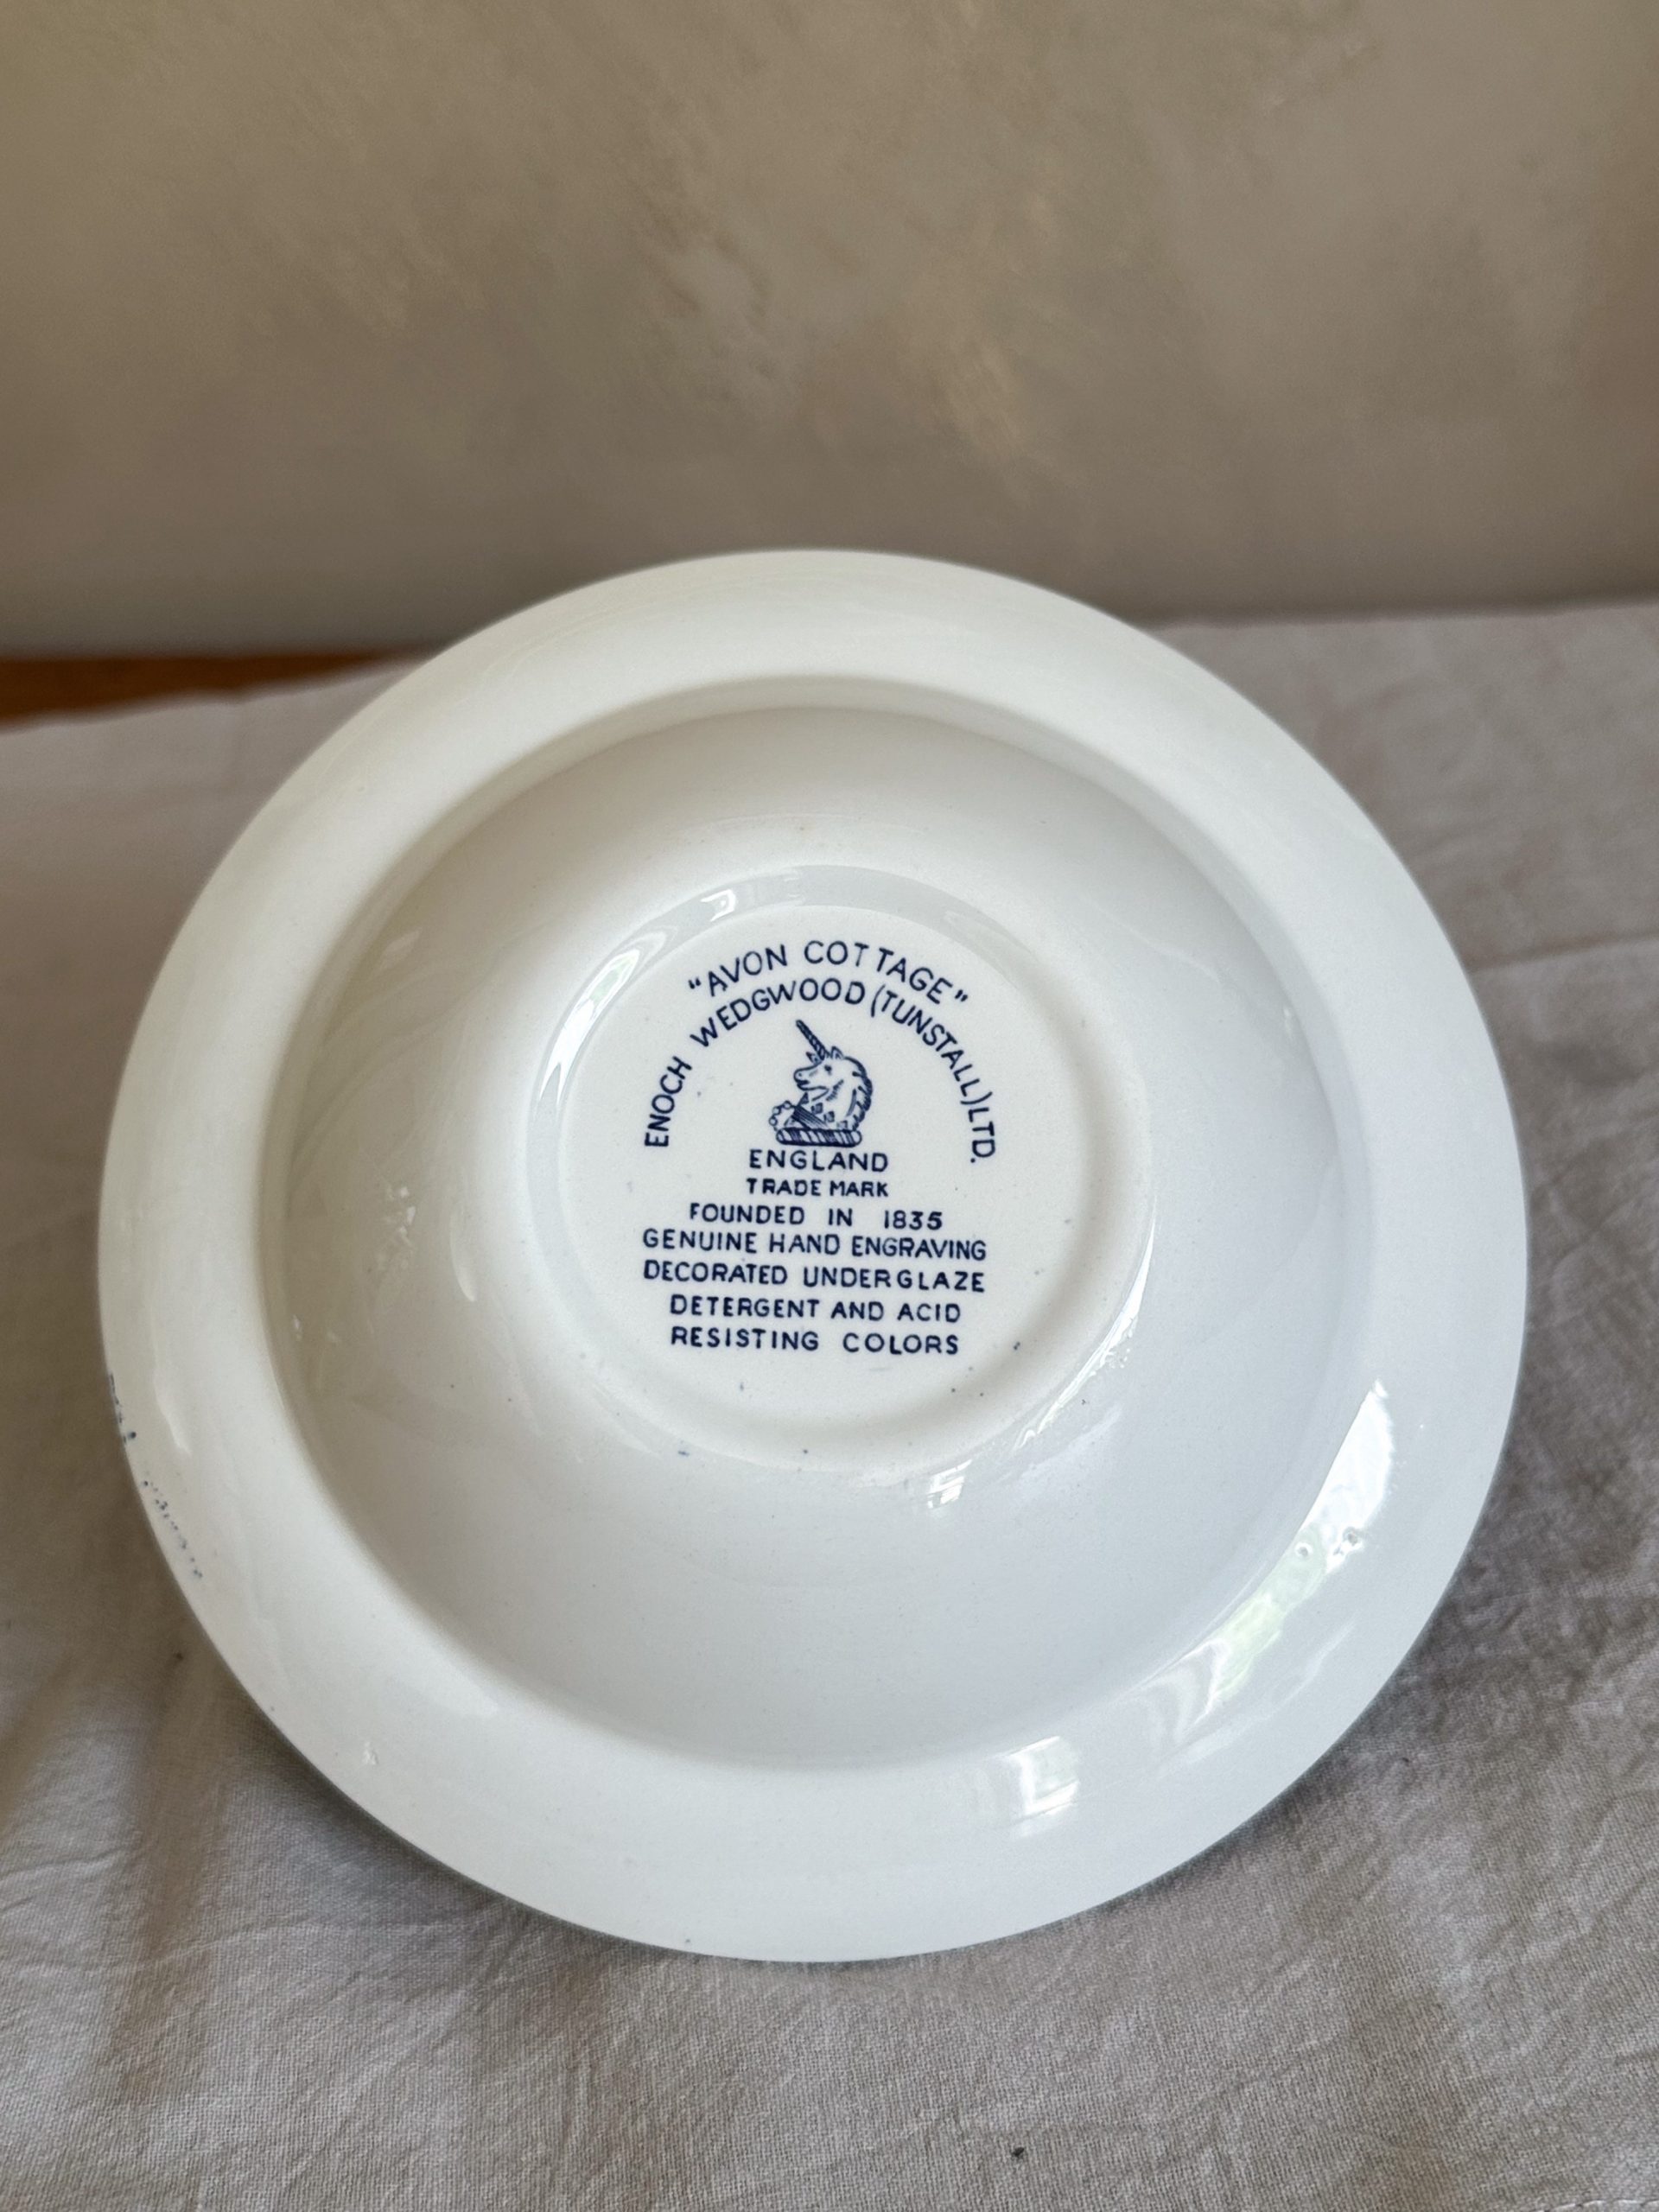 "AVON COTTAGE"
ENOCH WEDGWOOD (TUNSTALL) LTD.
ENGLAND
TRADE MARK
FOUNDED IN 1835
GENUINE HAND ENGRAVING
DECORATED UNDERGLAZE
DETERGENT AND ACID
RESISTING COLORS